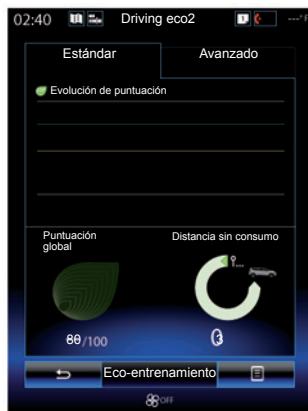 02:40 Driving eco2 ---°F
Estándar Avanzado
Evolución de puntuación
Puntuación global
Distancia sin consumo
/100
Eco-entrenamiento
OFF